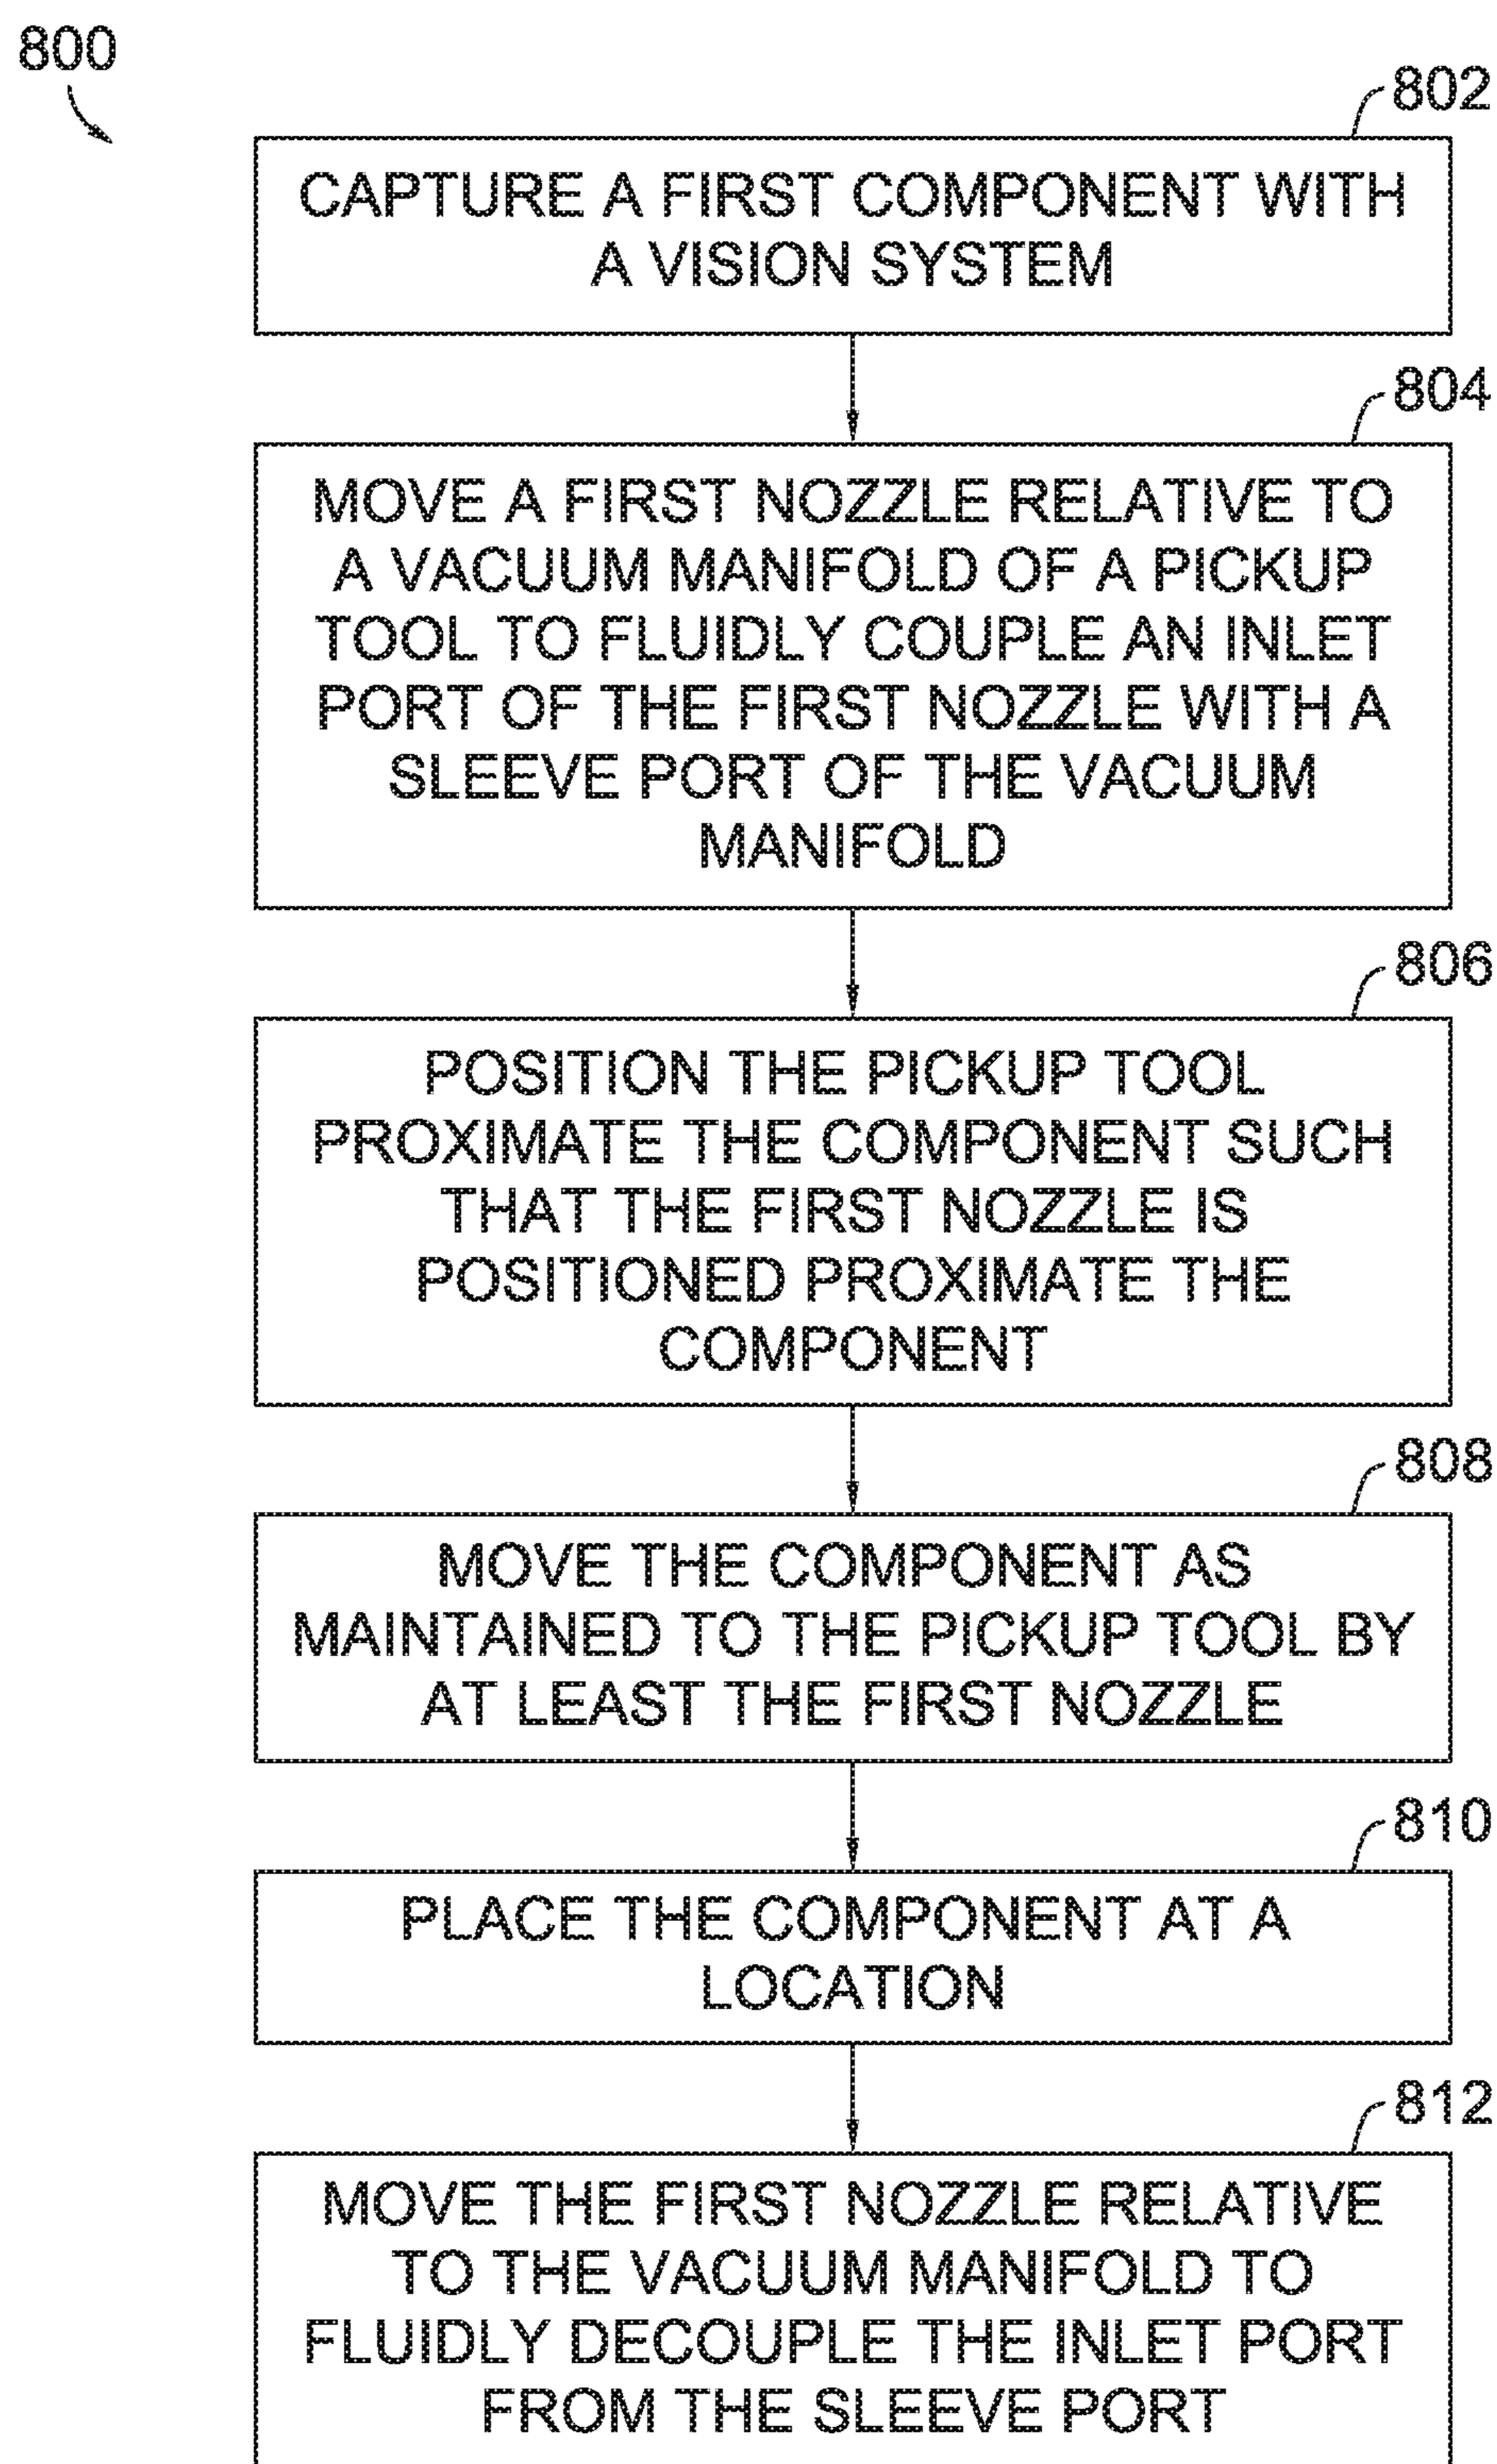 800
802
CAPTURE A FIRST COMPONENT WITH
A VISION SYSTEM
804
MOVE A FIRST NOZZLE RELATIVE TO
A VACUUM MANIFOLD OF A PICKUP
TOOL TO FLUIDLY COUPLE AN INLET
PORT OF THE FIRST NOZZLE WITH A
SLEEVE PORT OF THE VACUUM
MANIFOLD
806
POSITION THE PICKUP TOOL
PROXIMATE THE COMPONENT SUCH
THAT THE FIRST NOZZLE IS
POSITIONED PROXIMATE THE
COMPONENT
808
MOVE THE COMPONENT AS
MAINTAINED TO THE PICKUP TOOL BY
AT LEAST THE FIRST NOZZLE
810
PLACE THE COMPONENT AT A
LOCATION
812
MOVE THE FIRST NOZZLE RELATIVE
TO THE VACUUM MANIFOLD TO
FLUIDLY DECOUPLE THE INLET PORT
FROM THE SLEEVE PORT